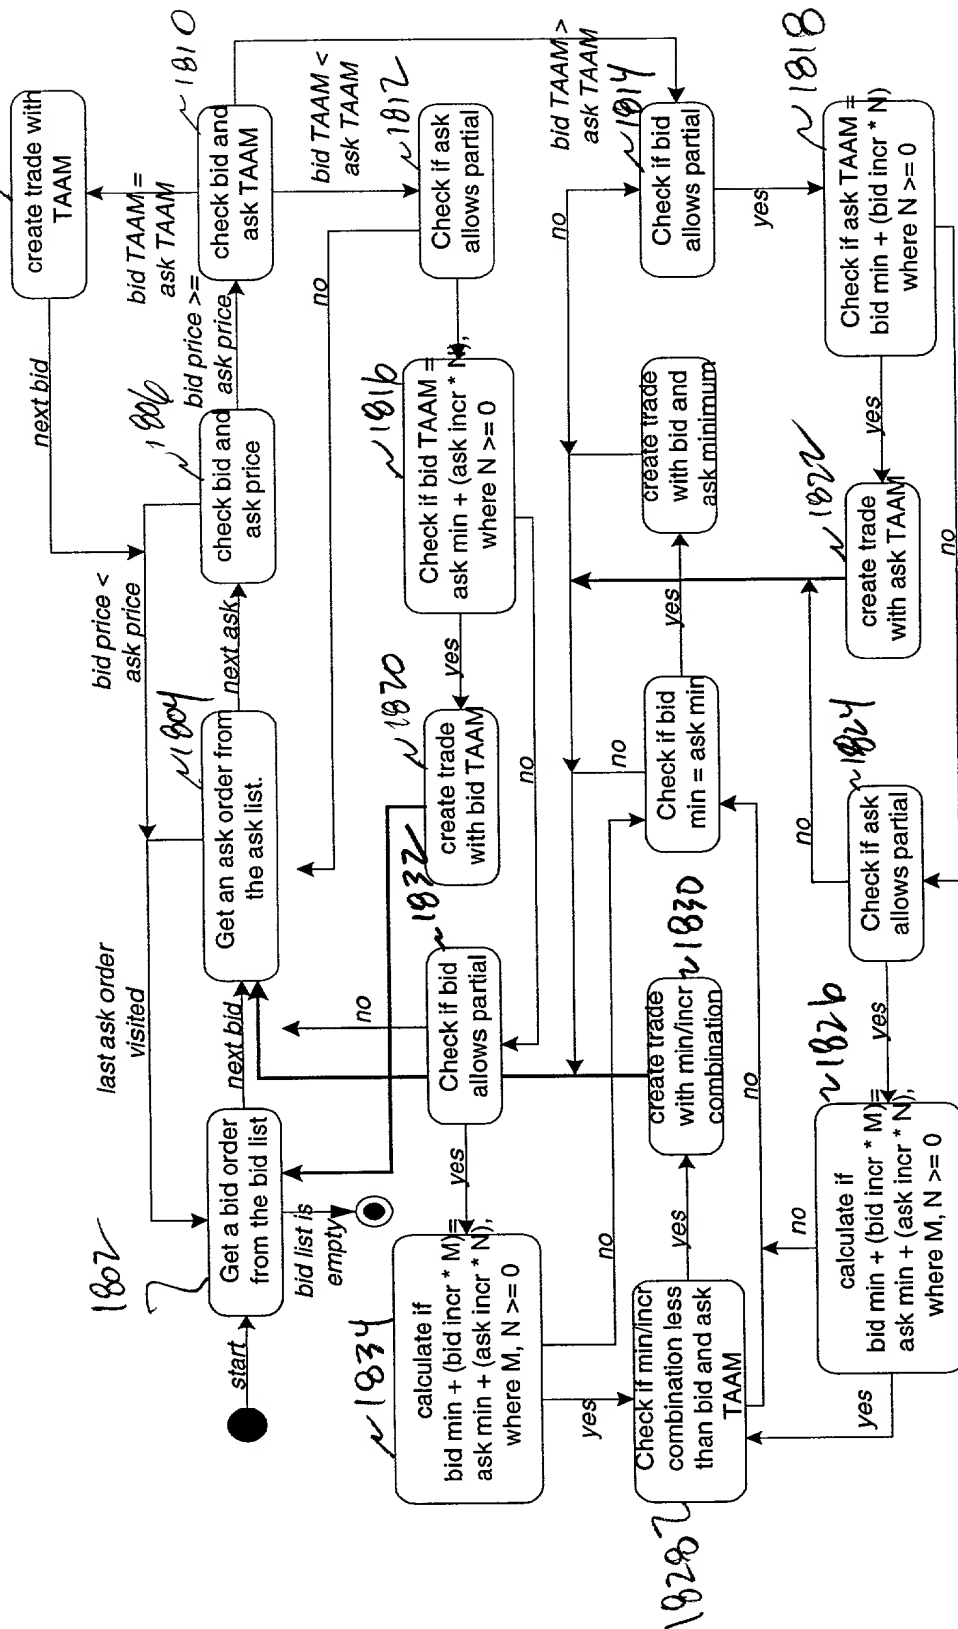 start
1802
Get a bid order
from the bid list
bid list is
empty
next bid
last ask order
visited
1804
Get an ask order from
the ask list.
next ask
bid price <
ask price
1806
check bid and
ask price
bid price >=
ask price
next bid
1810
check bid and
ask TAAM
bid TAAM =
ask TAAM
create trade with
TAAM
bid TAAM <
ask TAAM
1812
Check if ask
allows partial
no
1816
Check if bid TAAM =
ask min + (ask incr * N),
where N >= 0
yes
no
1820
create trade
with bid TAAM
1832
Check if bid
allows partial
no
yes
1834
calculate if
bid min + (bid incr * M)=
ask min + (ask incr * N),
where M, N >= 0
no
yes
1828
Check if min/incr
combination less
than bid and ask
TAAM
yes
no
1830
create trade
with min/incr
combination
Check if bid
min = ask min
no
yes
create trade
with bid and
ask minimum
bid TAAM>
ask TAAM
1814
Check if bid
allows partial
no
yes
1818
Check if ask TAAM =
bid min + (bid incr * N)
where N >= 0
yes
no
1822
create trade
with ask TAAM
1824
Check if ask
allows partial
no
yes
1826
calculate if
bid min + (bid incr * M)=
ask min + (ask incr * N),
where M, N >= 0
no
yes